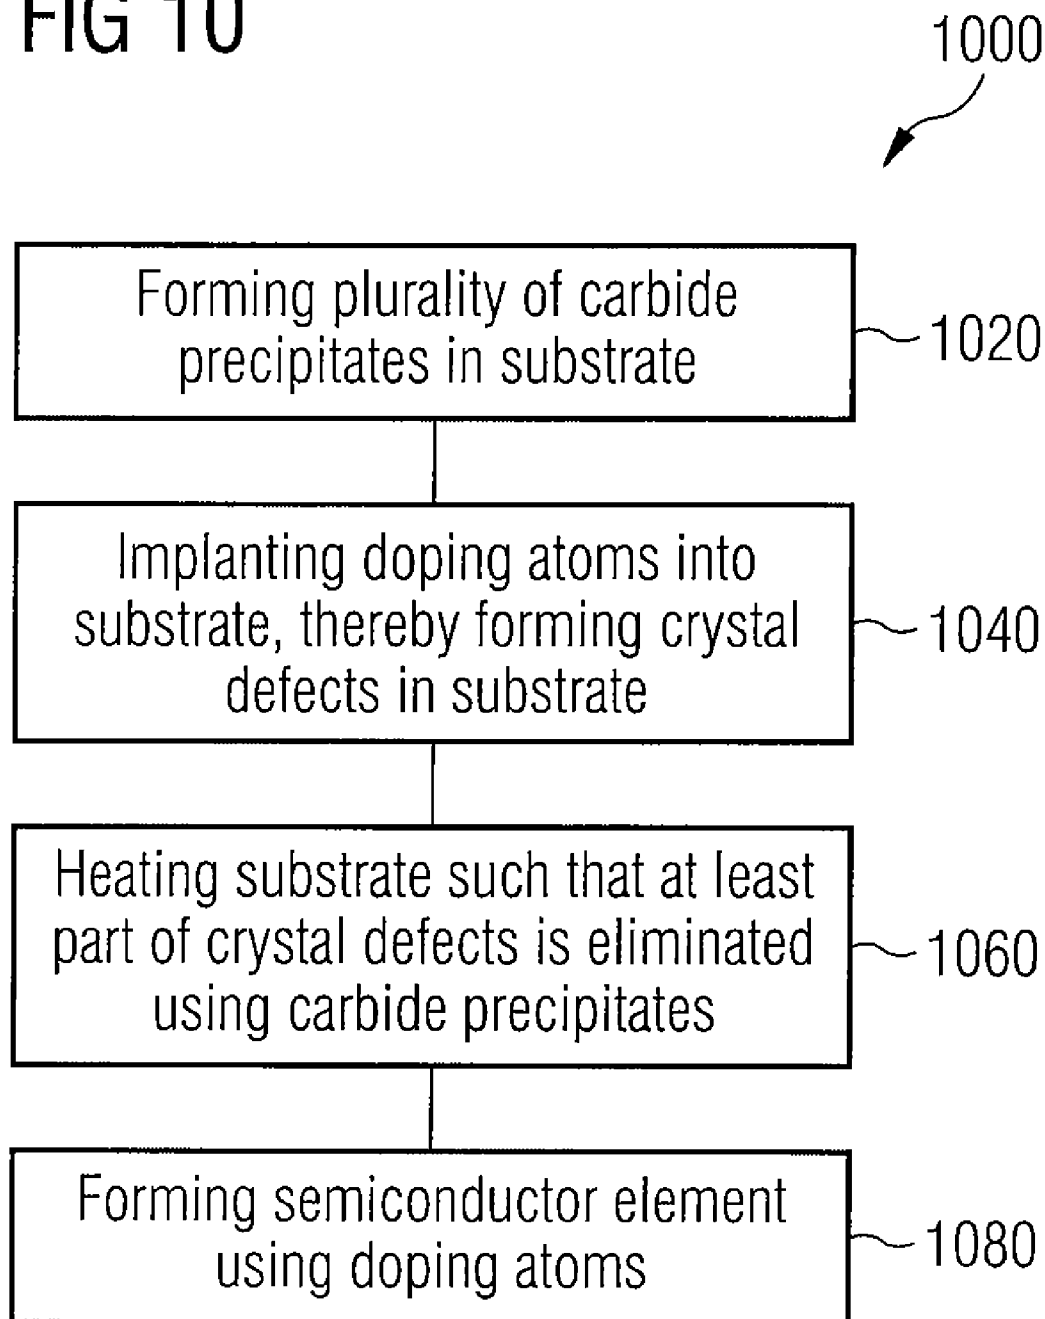 FIG 10
1000
Forming plurality of carbide
precipitates in substrate
1020
Implanting doping atoms into
substrate, thereby forming crystal
defects in substrate
1040
Heating substrate such that at least
part of crystal defects is eliminated
using carbide precipitates
1060
Forming semiconductor element
using doping atoms
1080